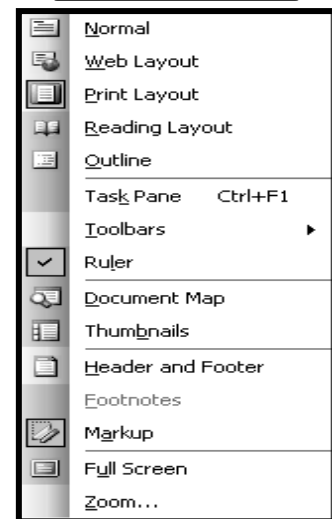 Normal
Web Layout
Print Layout
Reading Layout
Outline
Task Pane Ctrl+F1
Toolbars
Ruler
Document Map
Thumbnails
Header and Footer
Footnotes
Markup
Full Screen
Zoom...